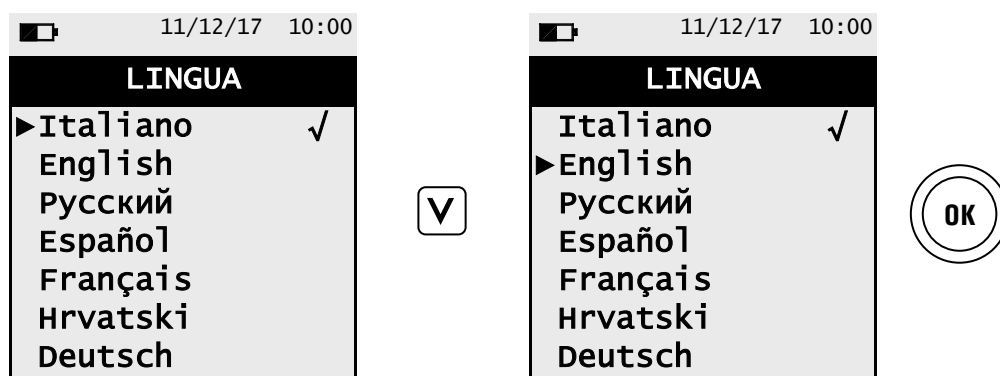 11/12/17 10:00
LINGUA
►Italiano √
English
Русский
Español
Français
Hrvatski
Deutsch
V
11/12/17 10:00
LINGUA
Italiano √
►English
Русский
Español
Français
Hrvatski
Deutsch
OK